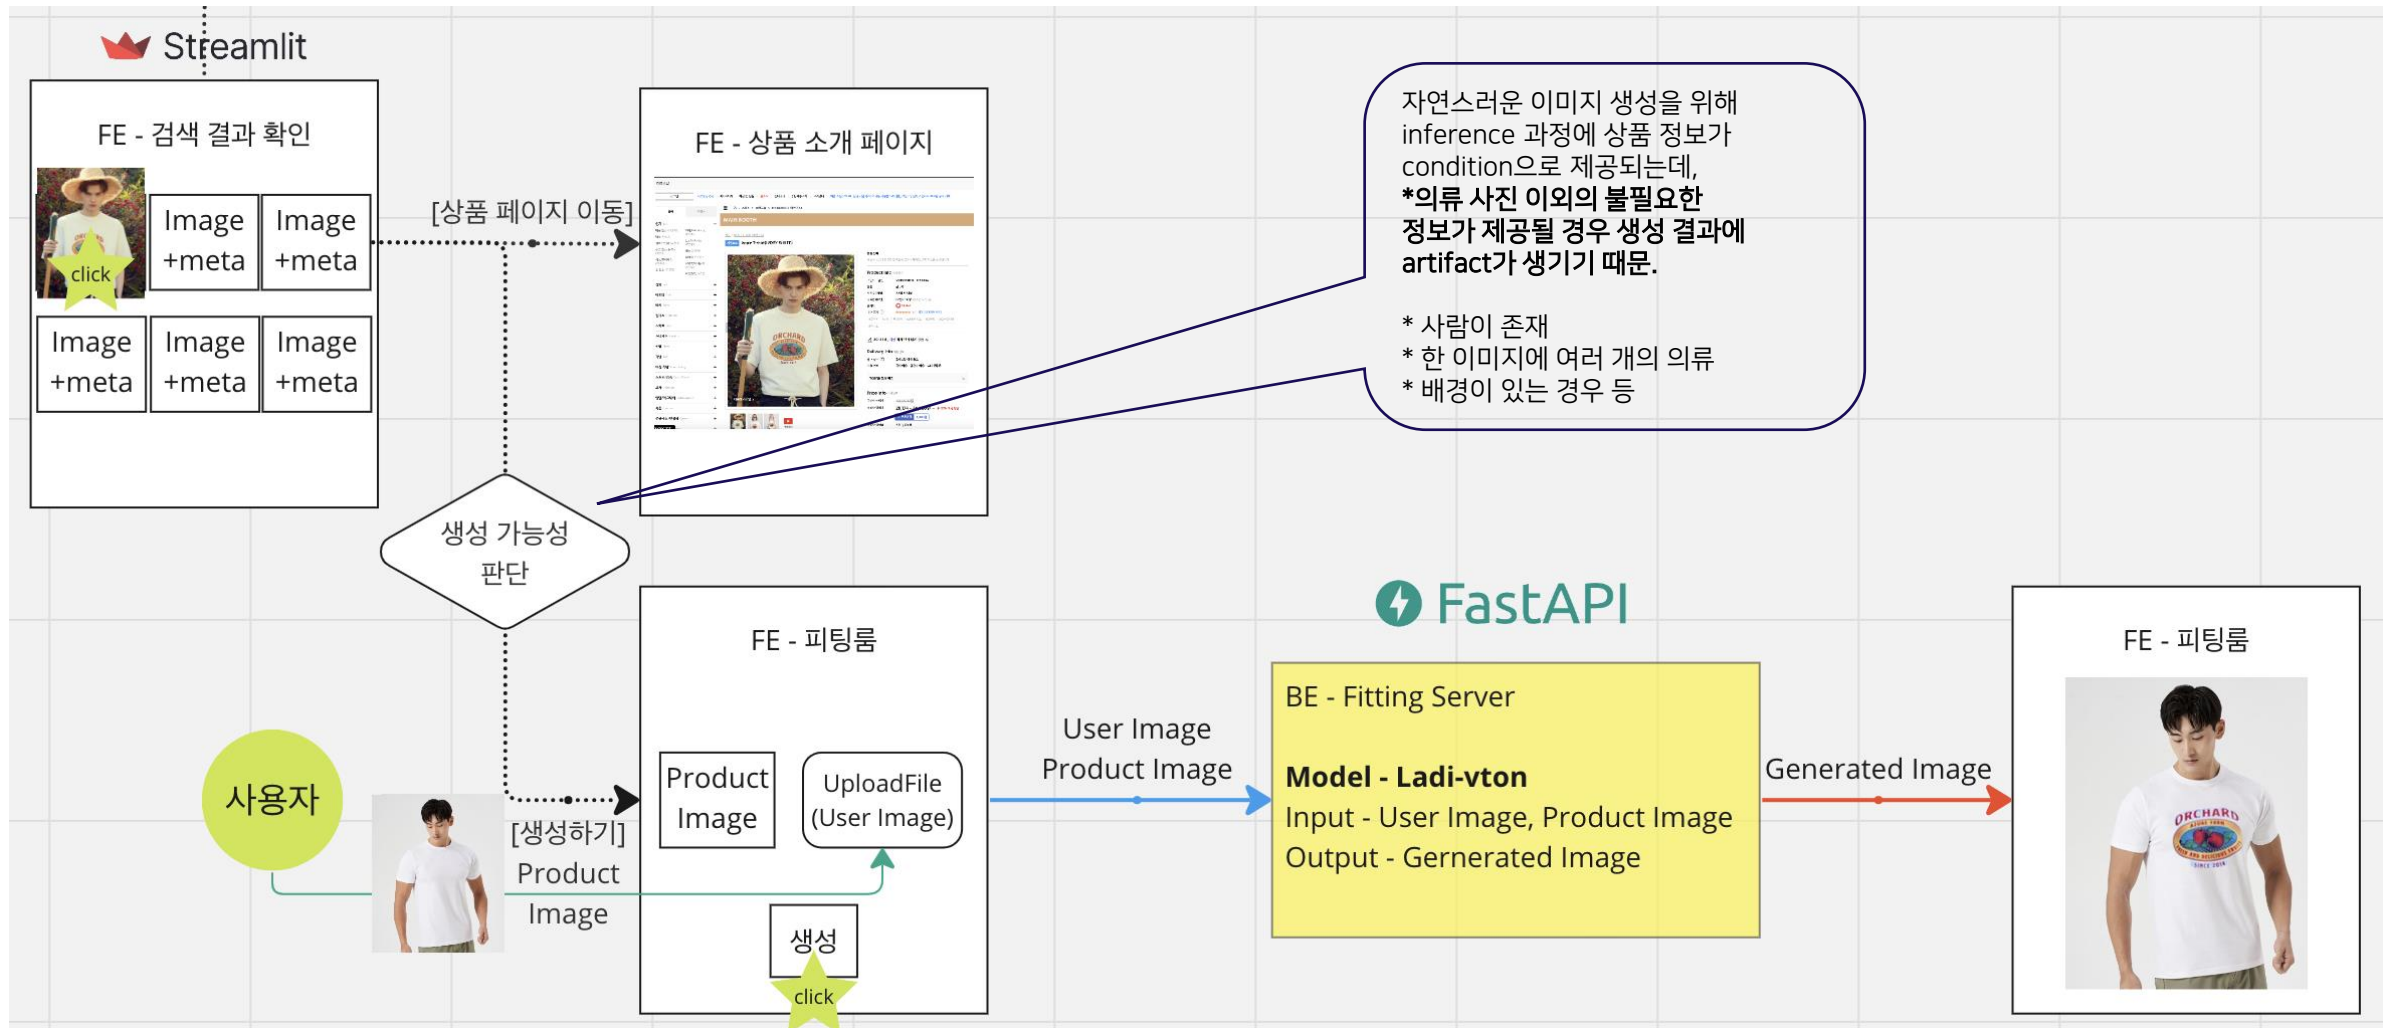 Streamlit
FE - 검색 결과 확인
click
Image
+meta
Image
+meta
Image
+meta
Image
+meta
Image
+meta
[상품 페이지 이동]
FE - 상품 소개 페이지
ORCHARD
자연스러운 이미지 생성을 위해
inference 과정에 상품 정보가
condition으로 제공되는데,
*의류 사진 이외의 불필요한
정보가 제공될 경우 생성 결과에
artifact가 생기기 때문.
* 사람이 존재
* 한 이미지에 여러 개의 의류
* 배경이 있는 경우 등
생성 가능성
판단
사용자
[생성하기]
Product
Image
FE - 피팅룸
Product
Image
UploadFile
(User Image)
생성
click
User Image
Product Image
FastAPI
BE - Fitting Server
Model - Ladi-vton
Input - User Image, Product Image
Output - Gernerated Image
Generated Image
FE - 피팅룸
ORCHARD